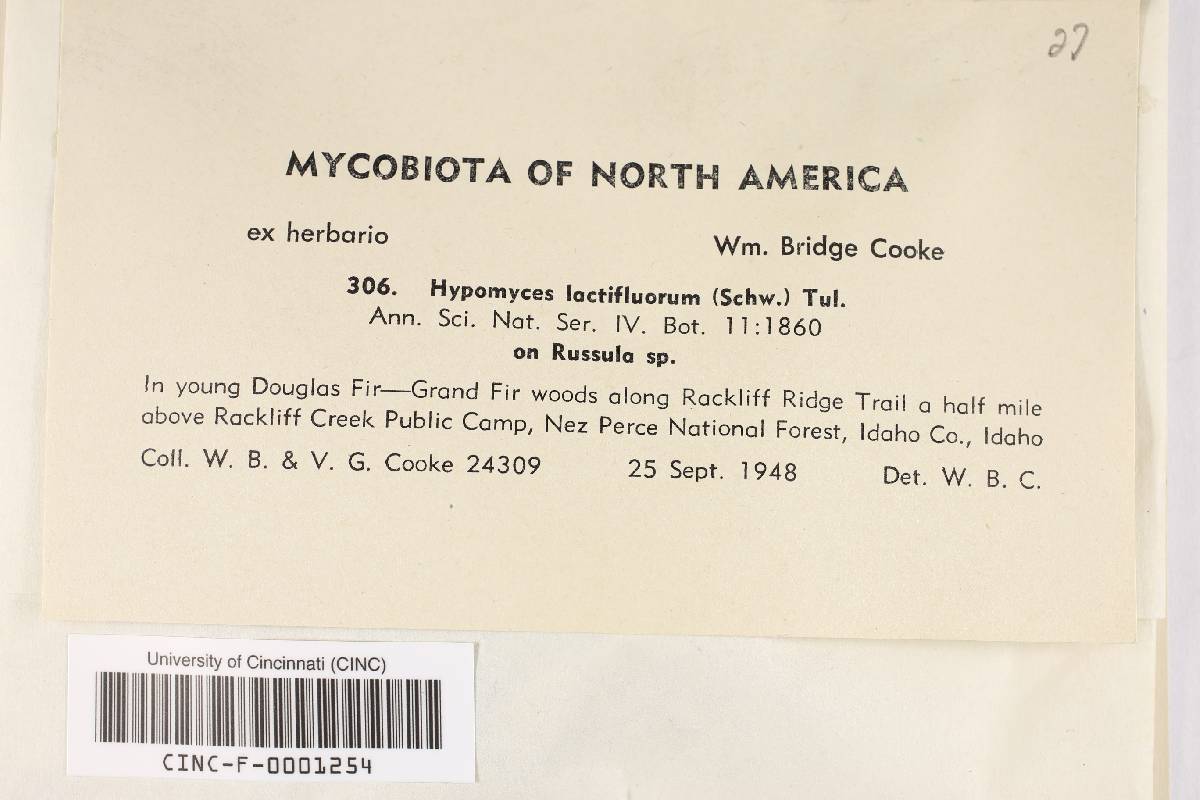 27
MYCOBIOTA OF NORTH AMERICA
ex herbario Wm. Bridge Cooke
306. Hypomyces lactifluorum (Schw.) Tul.
Ann. Sci. Nat. Ser. IV. Bot. 11:1860
on Russula sp.
In young Douglas Fir—Grand Fir woods along Rackliff Ridge Trail a half mile
above Rackliff Creek Public Camp, Nez Perce National Forest, Idaho Co., Idaho
Coll. W. B. & V. G. Cooke 24309 25 Sept. 1948 Det. W. B. C.
University of Cincinnati (CINC)
CINC-F-0001254